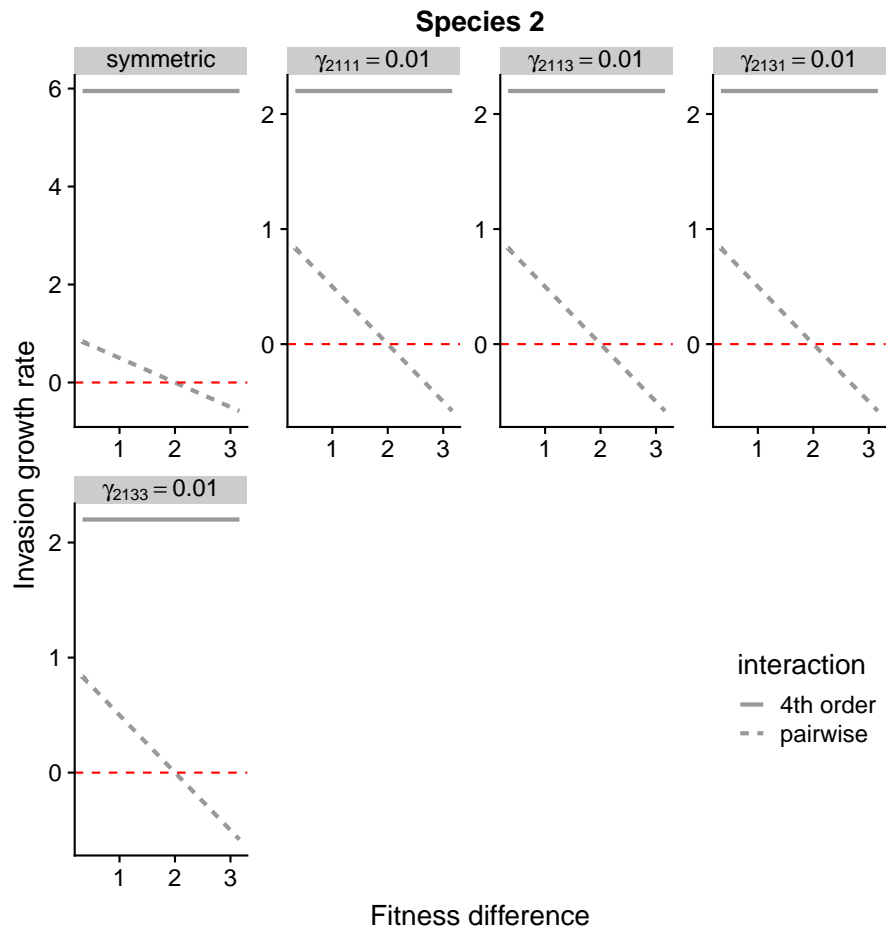 Species 2
symmetric
γ2111 = 0.01
γ2113 = 0.01
γ2131 = 0.01
6
4
2
0
2
1
0
2
1
0
2
1
0
1 2 3
1 2 3
1 2 3
1 2 3
γ2133 = 0.01
2
1
0
1 2 3
Invasion growth rate
Fitness difference
interaction
4th order
pairwise